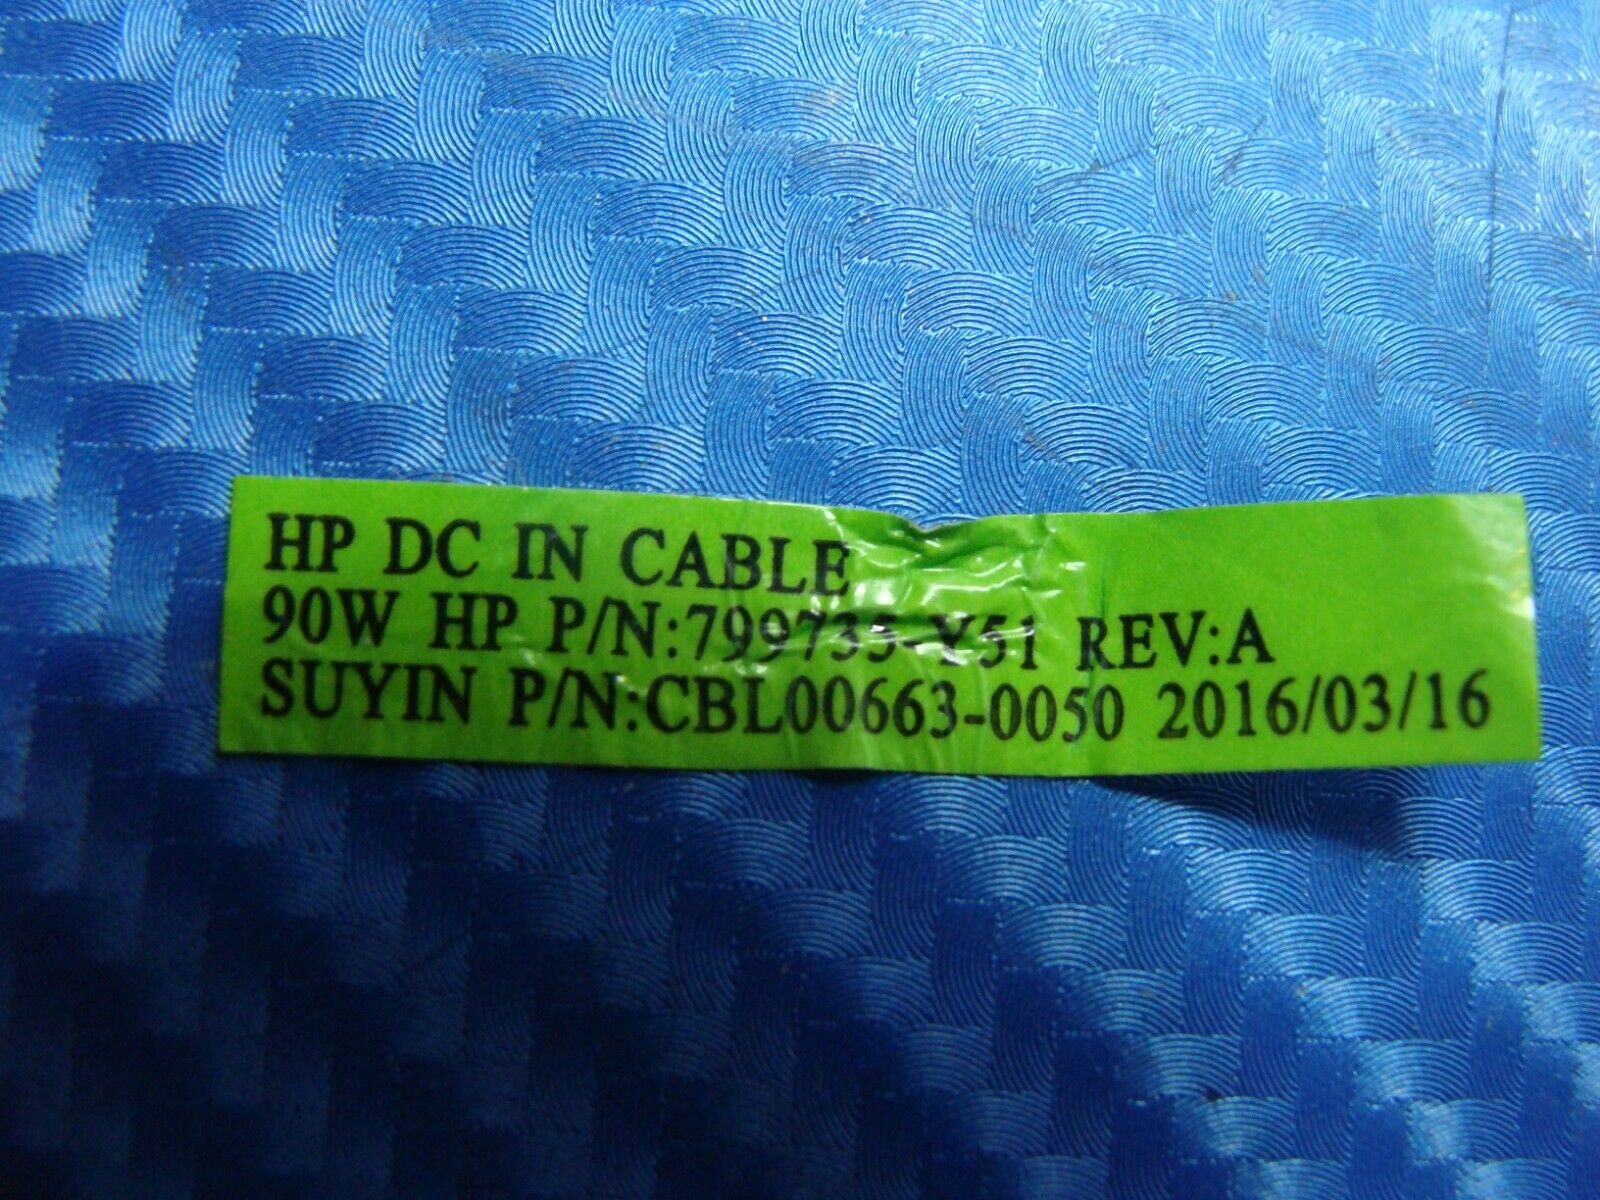 HP DC IN CABLE
90W HP P/N:799735-Y51 REV:A
SUYIN P/N:CBL00663-0050 2016/03/16